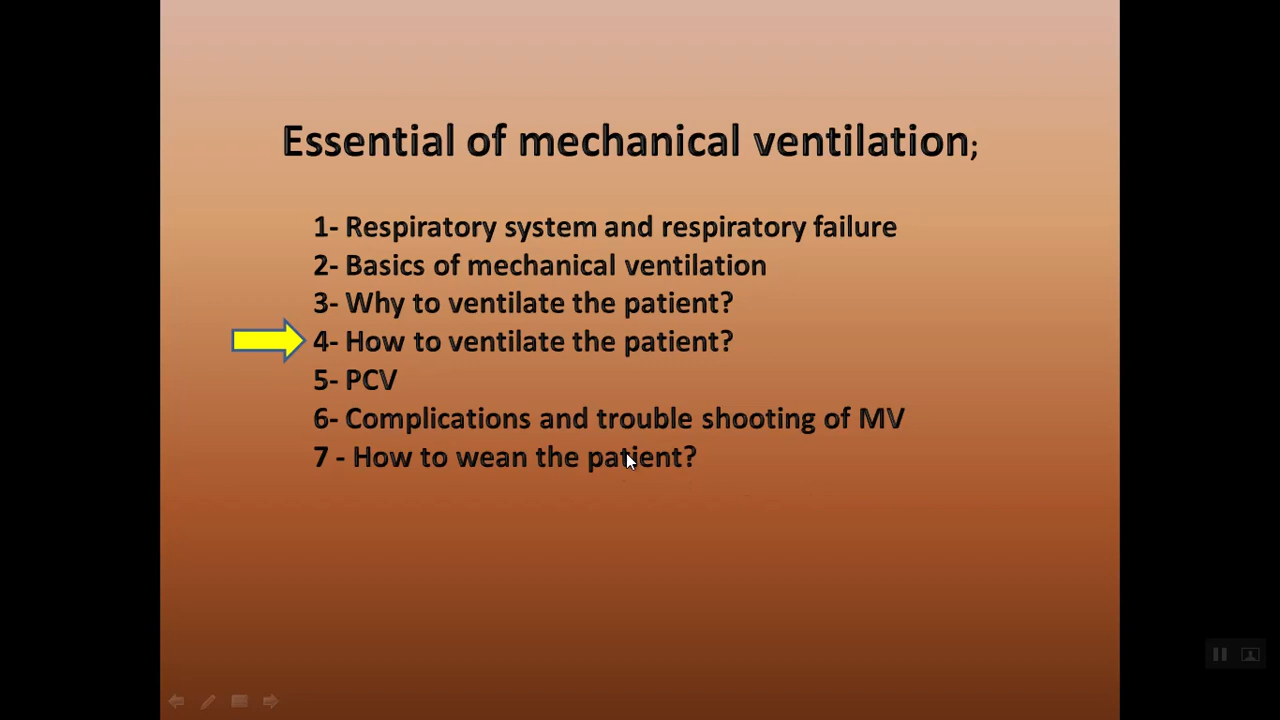 Essential of mechanical ventilation;
1- Respiratory system and respiratory failure
2- Basics of mechanical ventilation
3- Why to ventilate the patient?
4- How to ventilate the patient?
5- PCV
6- Complications and trouble shooting of MV
7 - How to wean the patient?